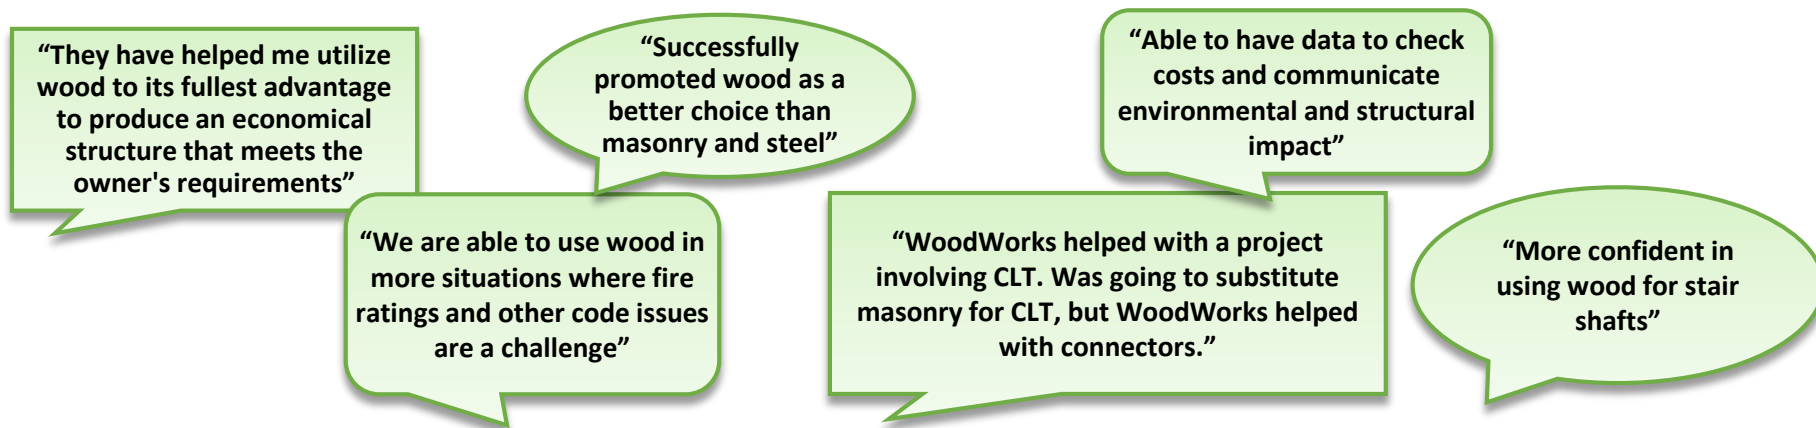 “They have helped me utilize
wood to its fullest advantage
to produce an economical
structure that meets the
owner's requirements”
“Successfully
promoted wood as a
better choice than
masonry and steel”
“Able to have data to check
costs and communicate
environmental and structural
impact”
“We are able to use wood in
more situations where fire
ratings and other code issues
are a challenge”
“WoodWorks helped with a project
involving CLT. Was going to substitute
masonry for CLT, but WoodWorks helped
with connectors.”
“More confident in
using wood for stair
shafts”